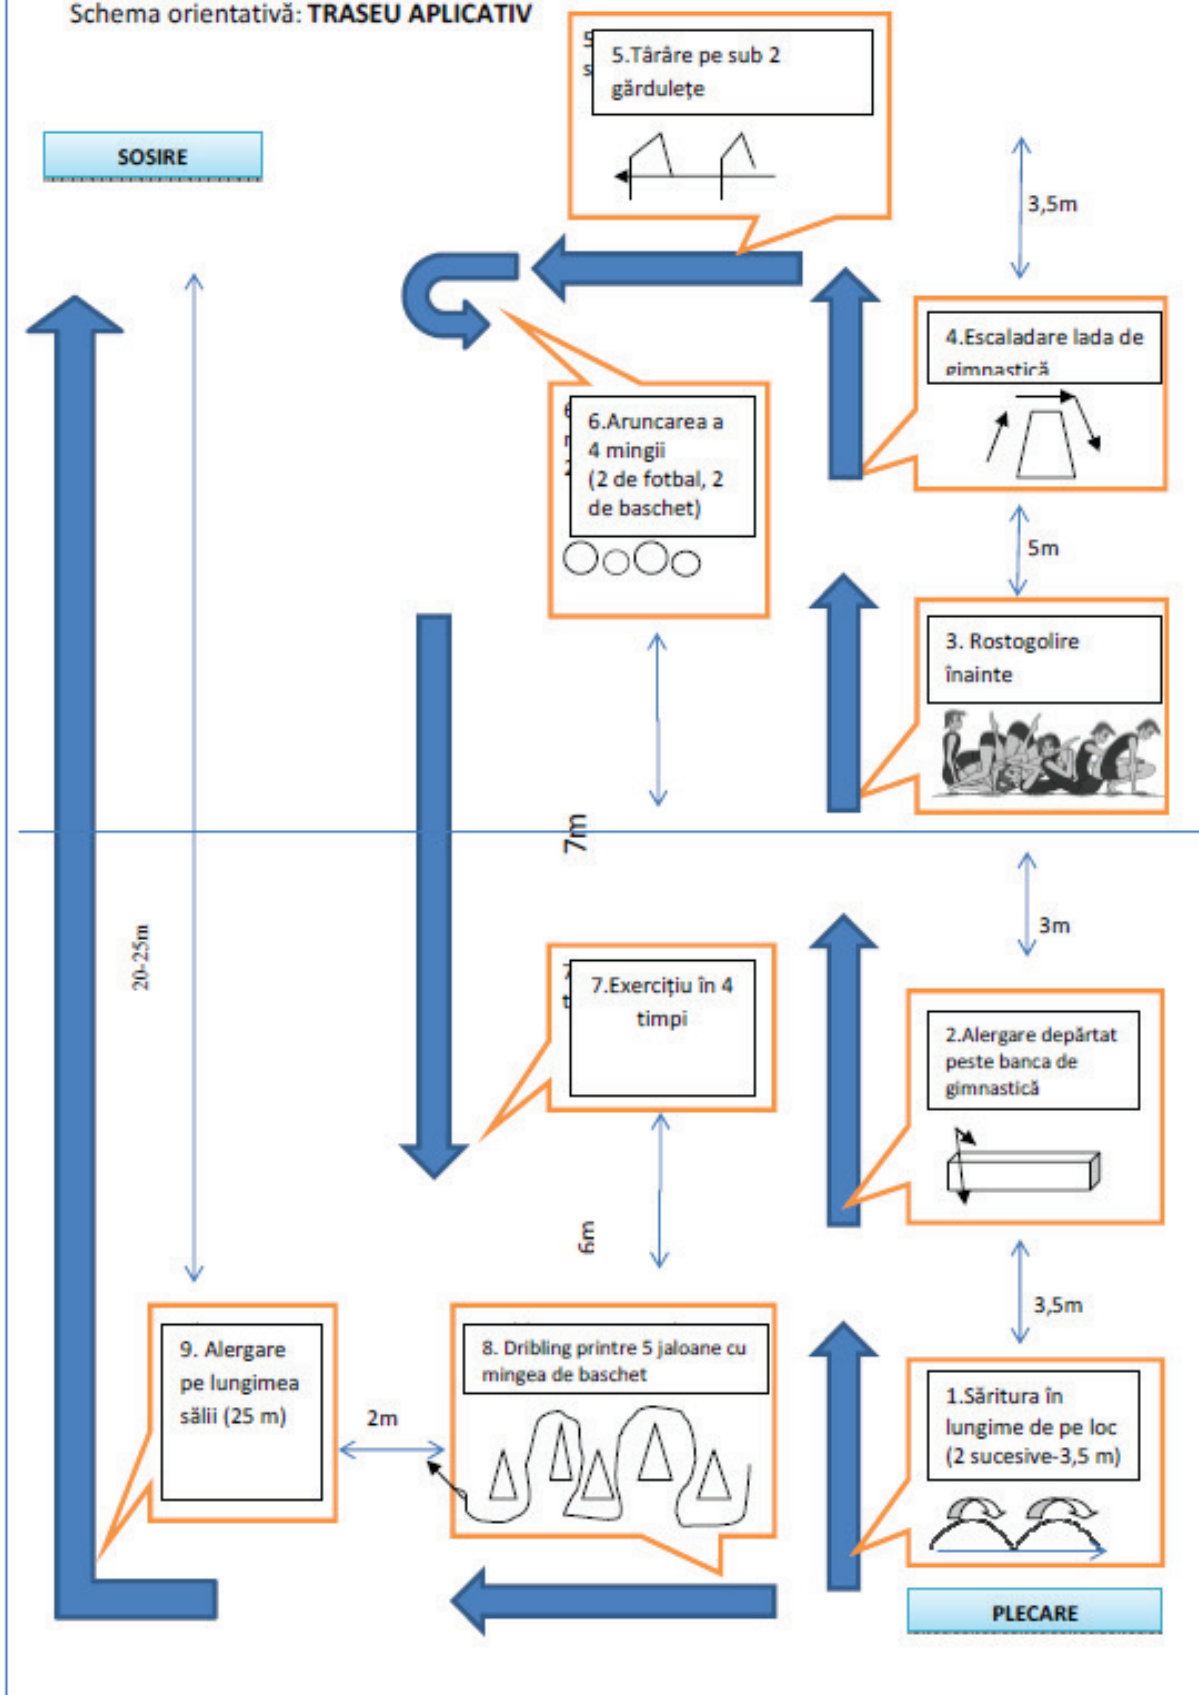 Schema orientativă: TRASEU APLICATIV
5.Târâre pe sub 2
gărdulețe
SOSIRE
3,5m
4.Escaladare lada de
gimnastică
6.Aruncarea a
4 mingii
(2 de fotbal, 2
de baschet)
5m
3. Rostogolire
înainte
7m
3m
20-25m
7.Exercițiu în 4
timpi
2.Alergare depărtat
peste banca de
gimnastică
6m
3,5m
9. Alergare
pe lungimea
sălii (25 m)
2m
8. Dribling printre 5 jaloane cu
mingea de baschet
1.Săritura în
lungime de pe loc
(2 sucesive-3,5 m)
PLECARE